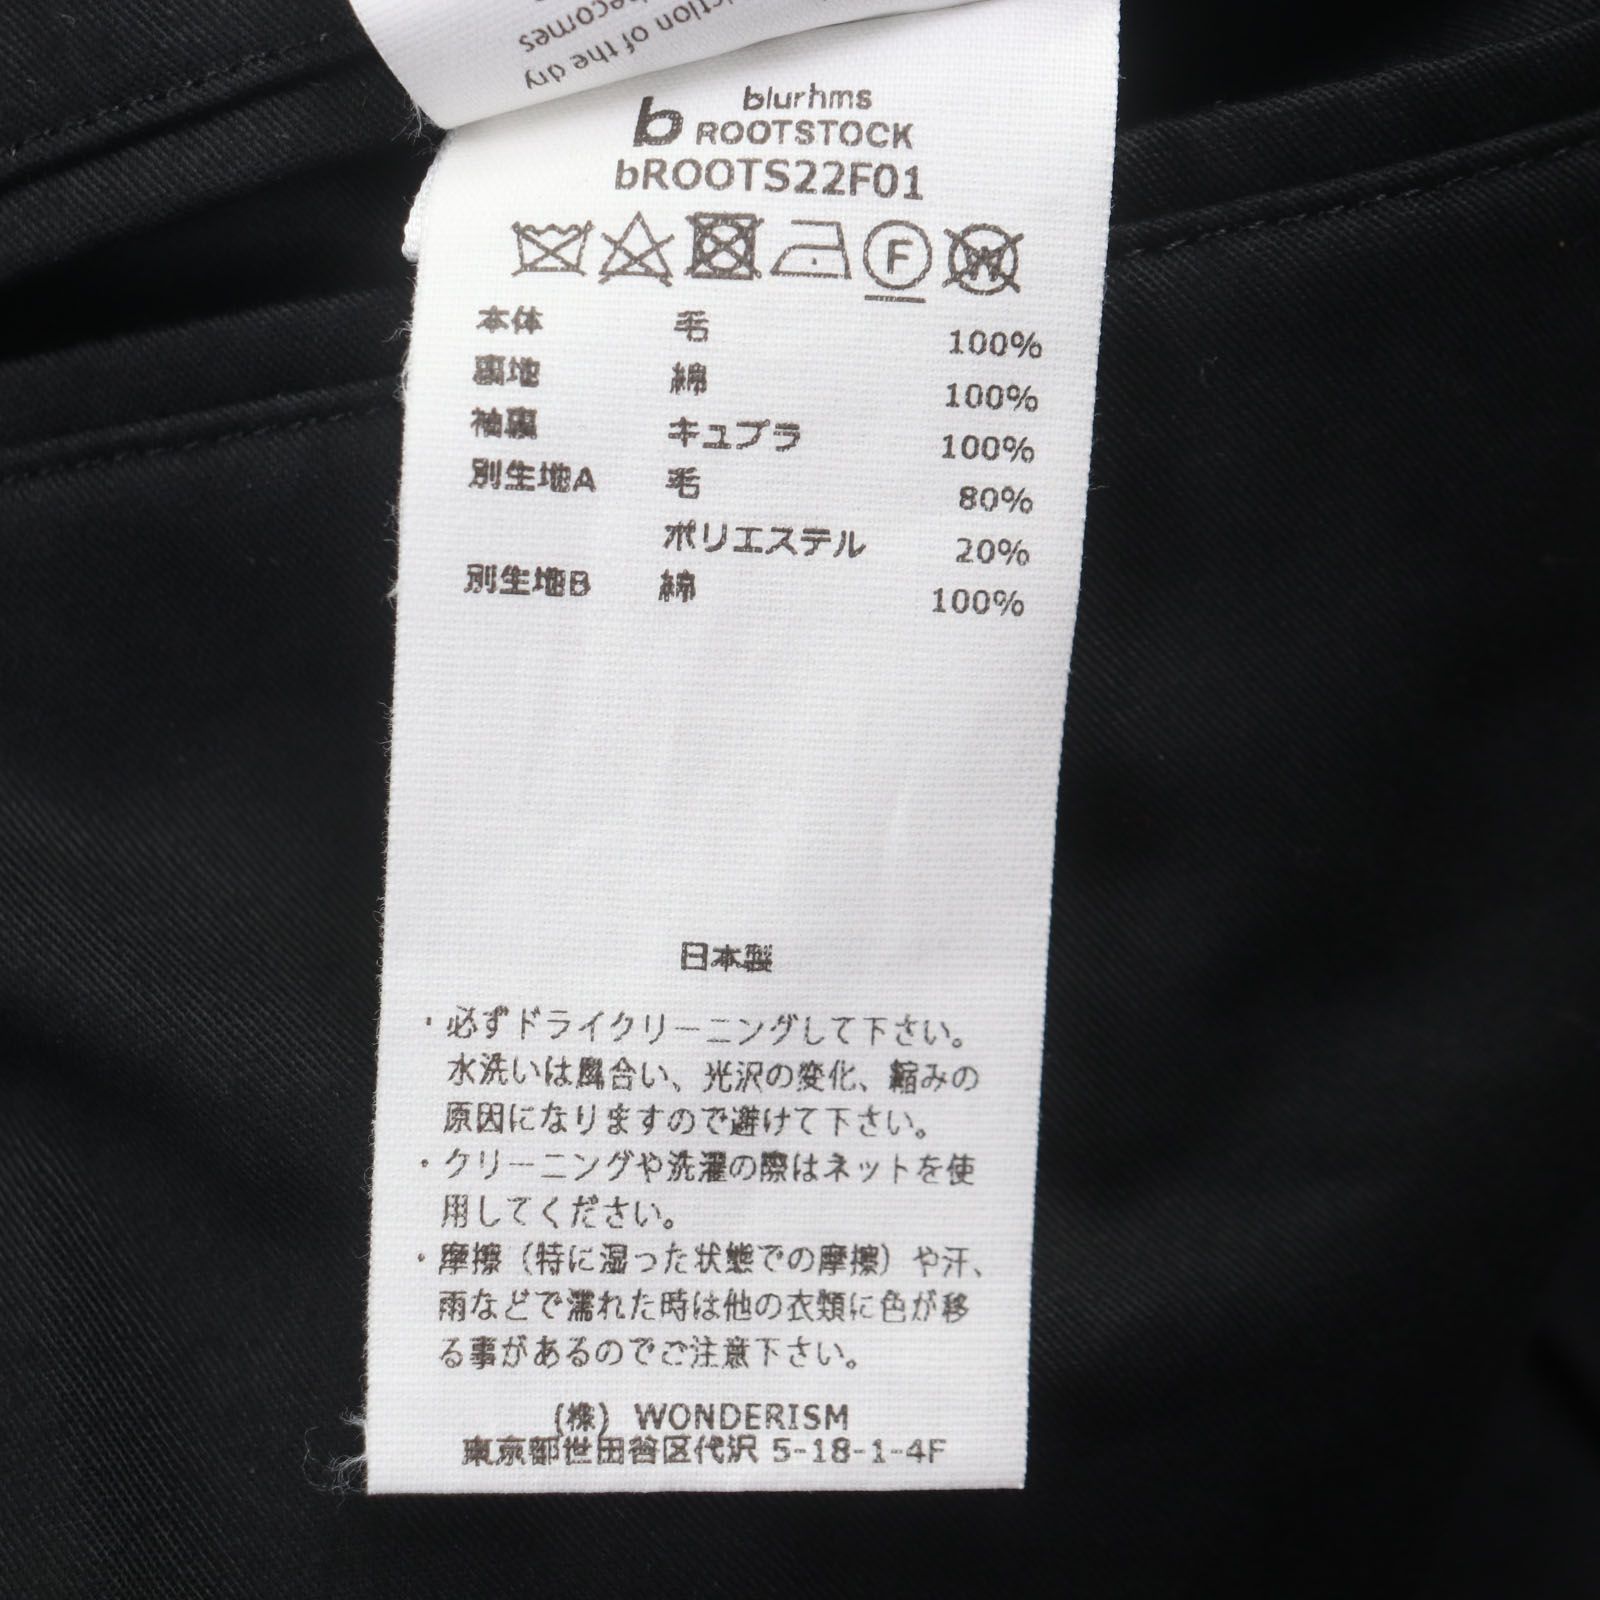 ction of the dry
becomes
blurhms
b ROOTSTOCK
bROOTS22F01
F W
本体 毛 100%
裏地 綿 100%
袖裏 キュプラ 100%
別生地A 毛 80%
ポリエステル 20%
別生地B 綿 100%
日本製
・必ずドライクリーニングして下さい。
水洗いは風合い、光沢の変化、縮みの
原因になりますので避けて下さい。
・クリーニングや洗濯の際はネットを使
用してください。
・摩擦（特に湿った状態での摩擦）や汗、
雨などで濡れた時は他の衣類に色が移
る事があるのでご注意下さい。
(株) WONDERISM
東京都世田谷区代沢 5-18-1-4F